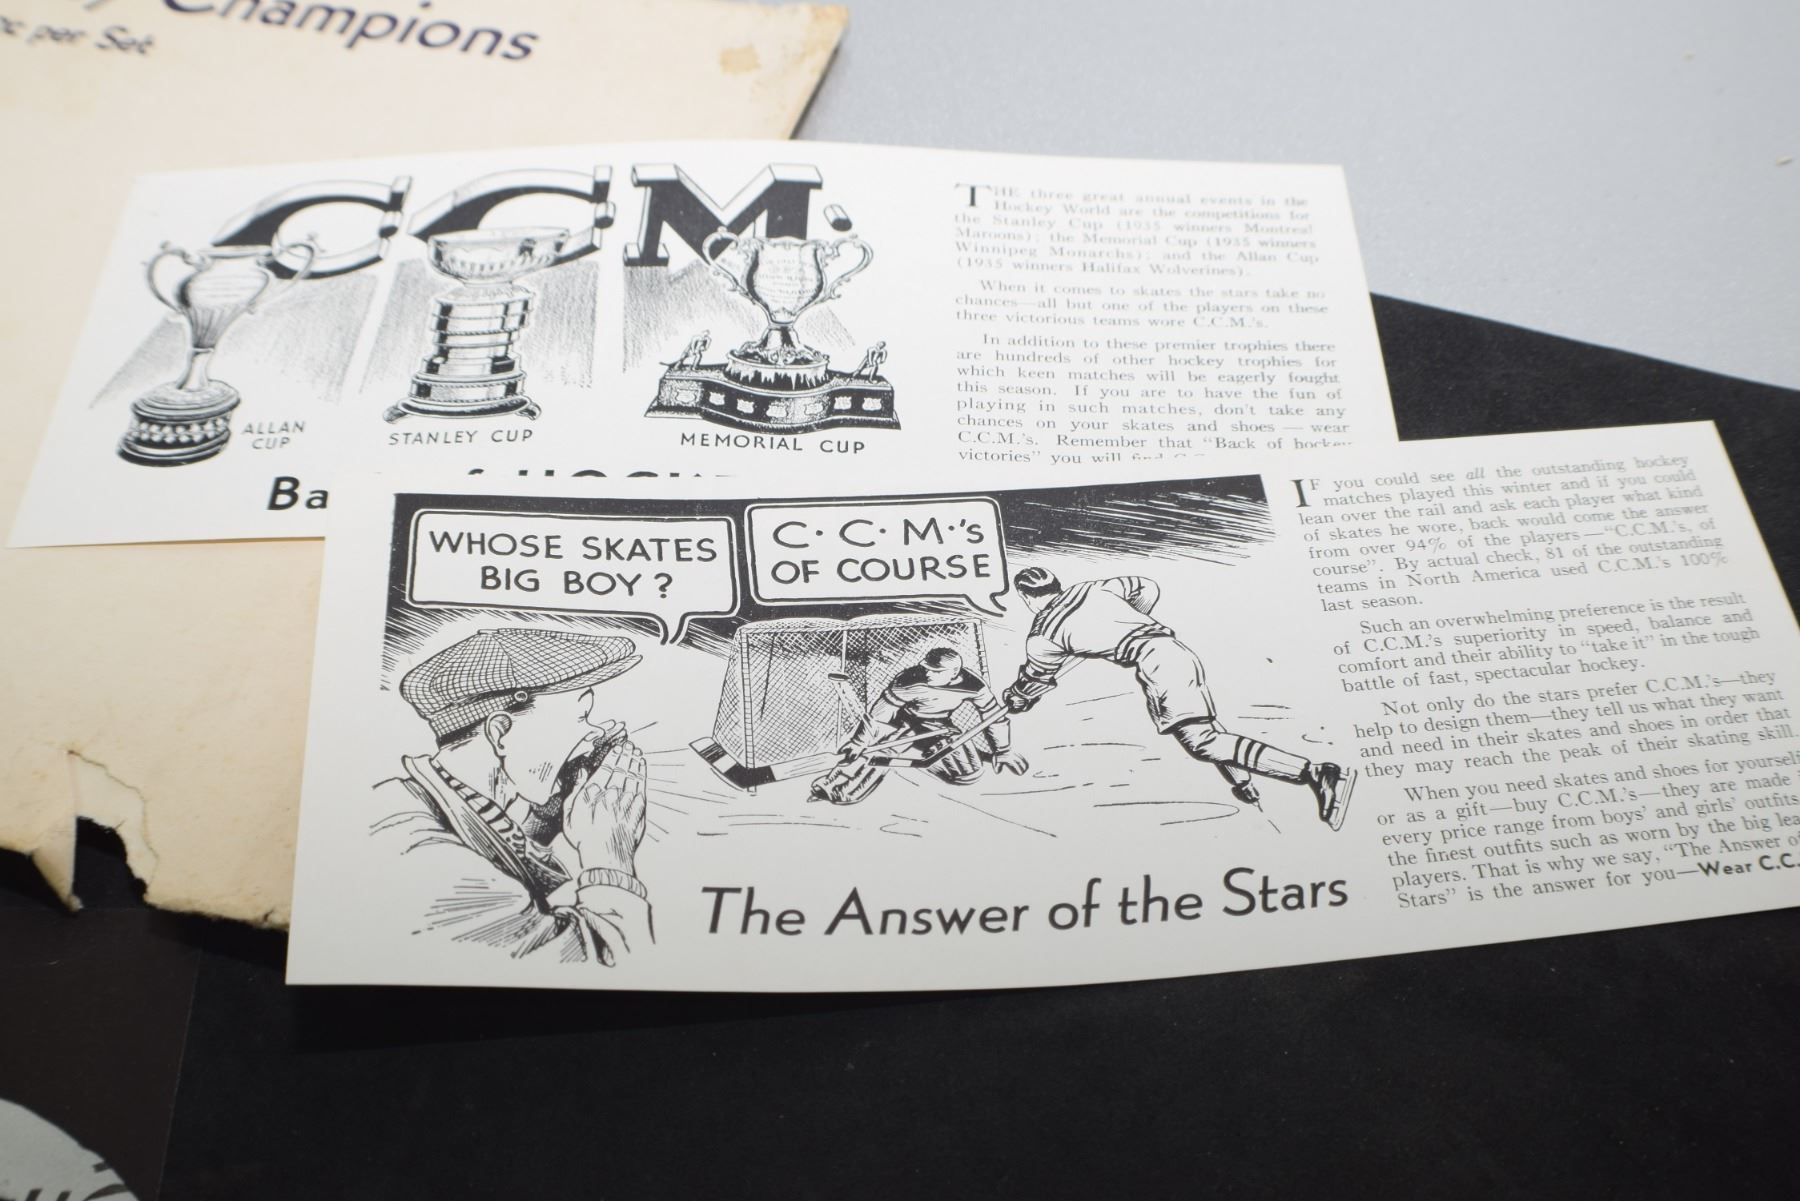 Champions
per Set
C C M
ALLAN
CUP
STANLEY CUP
MEMORIAL CUP
THE three great annual events in the
Hockey World are the competitions for
the Stanley Cup (1935 winners Montreal
Maroons); the Memorial Cup (1935 winners
Winnipeg Monarchs); and the Allan Cup
(1935 winners Halifax Wolverines).
When it comes to skates the stars take no
chances—all but one of the players on these
three victorious teams wore C.C.M.'s.
In addition to these premier trophies there
are hundreds of other hockey trophies for
which keen matches will be eagerly fought
this season. If you are to have the fun of
playing in such matches, don't take any
chances on your skates and shoes — wear
C.C.M.'s. Remember that "Back of hockey
victories" you will find C.C.
Ba
WHOSE SKATES
BIG BOY ?
C·C·M·'s
OF COURSE
The Answer of the Stars
IF you could see all the outstanding hockey
matches played this winter and if you could
lean over the rail and ask each player what kind
of skates he wore, back would come the answer
from over 94% of the players—"C.C.M.'s, of
course". By actual check, 81 of the outstanding
teams in North America used C.C.M.'s 100%
last season.
Such an overwhelming preference is the result
of C.C.M.'s superiority in speed, balance and
comfort and their ability to "take it" in the tough
battle of fast, spectacular hockey.
Not only do the stars prefer C.C.M.'s—they
help to design them—they tell us what they want
and need in their skates and shoes in order that
they may reach the peak of their skating skill.
When you need skates and shoes for yourself
or as a gift—buy C.C.M.'s—they are made
every price range from boys' and girls' outfits
the finest outfits such as worn by the big lea
players. That is why we say, "The Answer of
Stars" is the answer for you—Wear C.C.